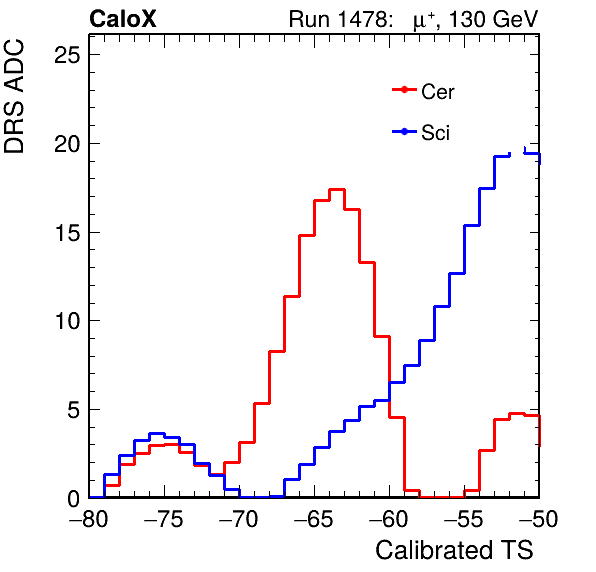 CaloX Run 1478: μ⁺, 130 GeV
DRS ADC
Cer
Sci
25
20
15
10
5
0
−80 −75 −70 −65 −60 −55 −50
Calibrated TS